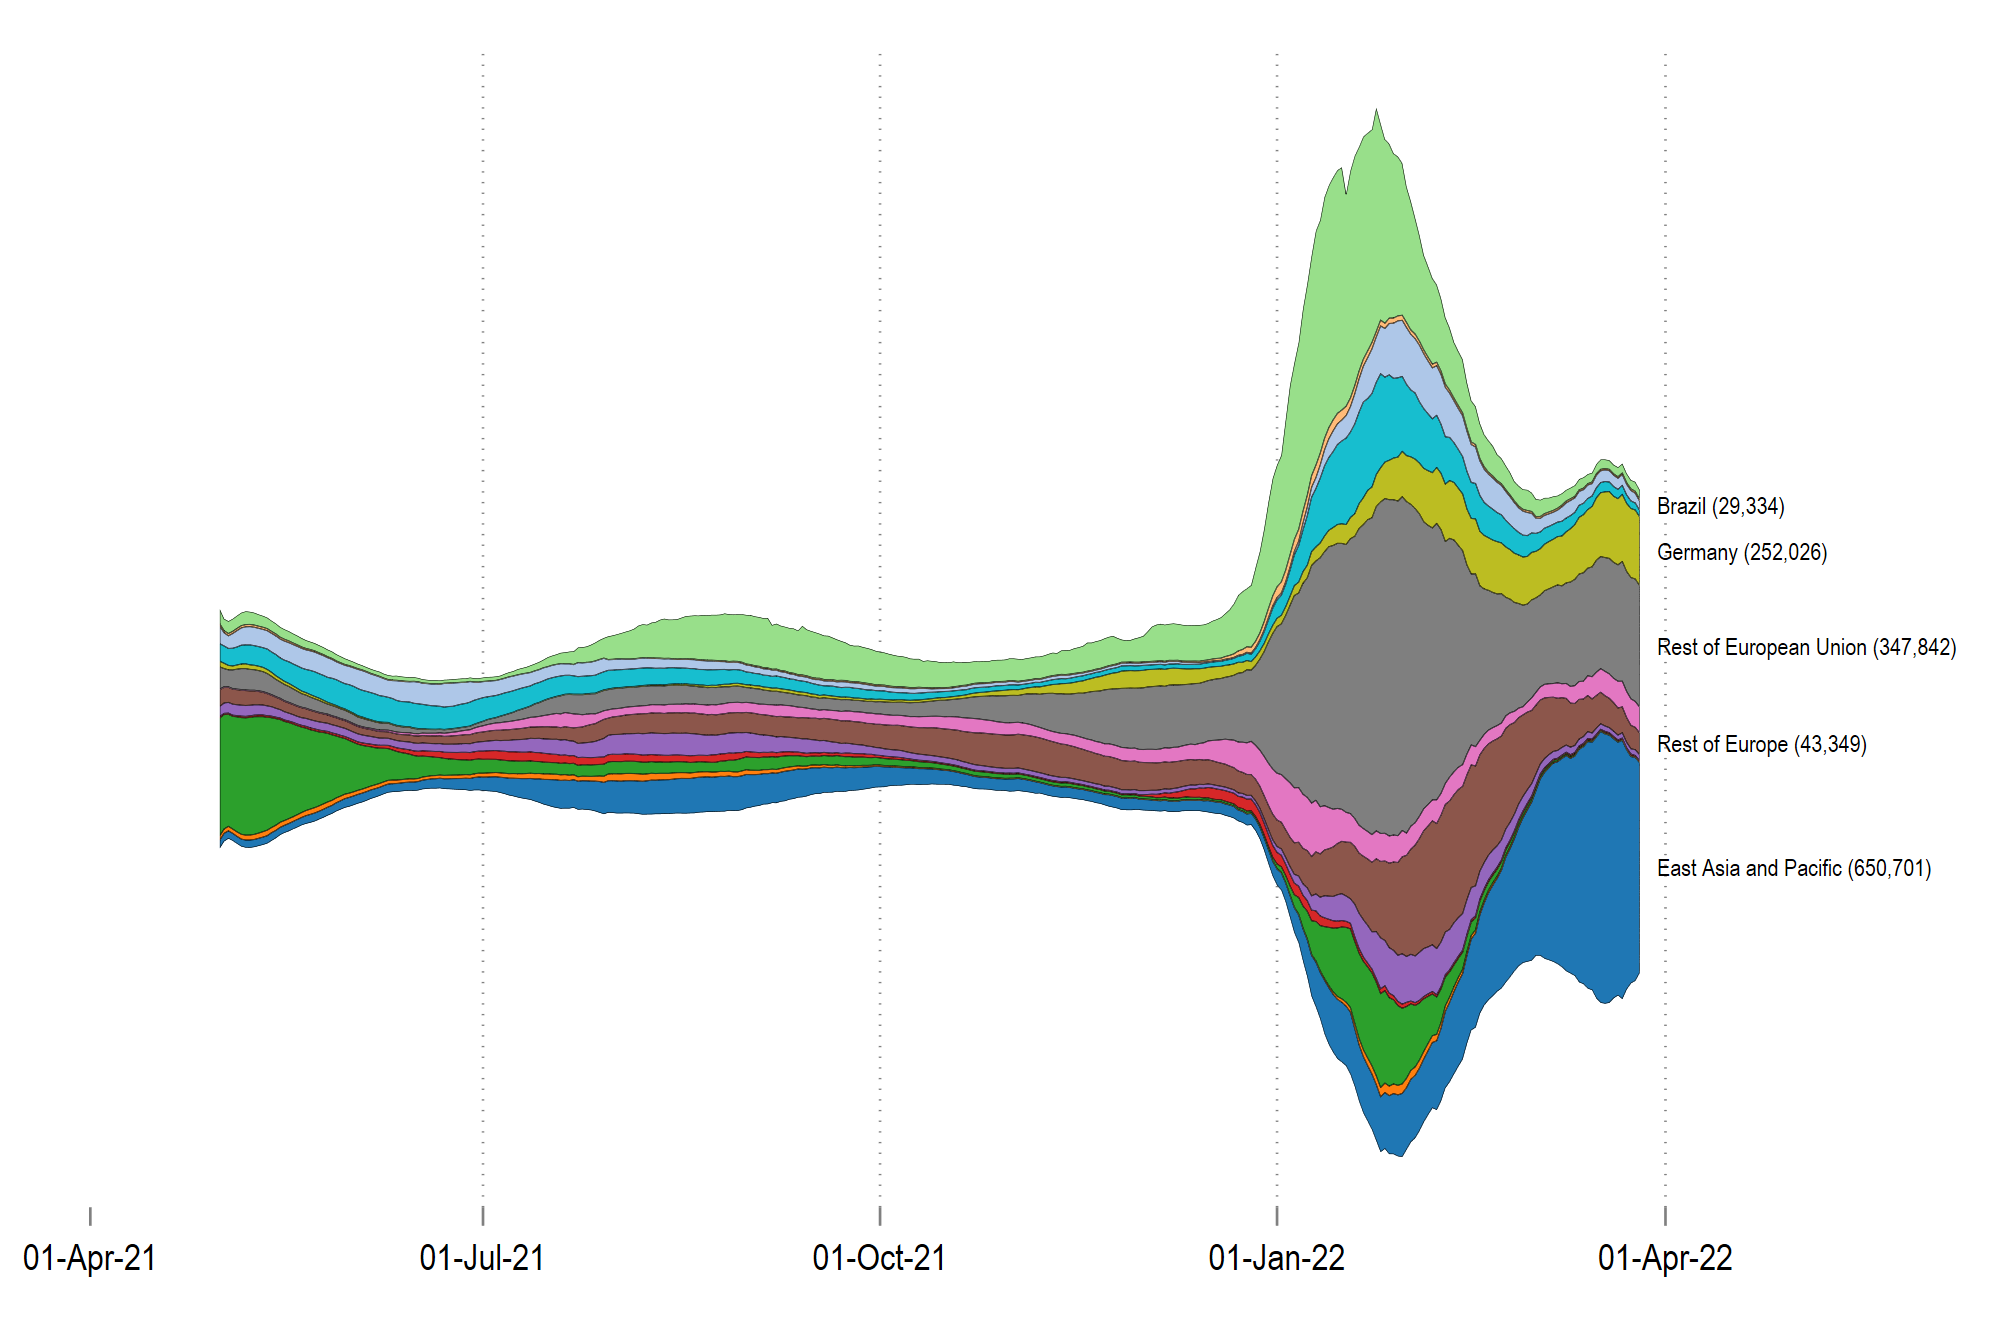 Brazil (29,334)
Germany (252,026)
Rest of European Union (347,842)
Rest of Europe (43,349)
East Asia and Pacific (650,701)
01-Apr-21
01-Jul-21
01-Oct-21
01-Jan-22
01-Apr-22